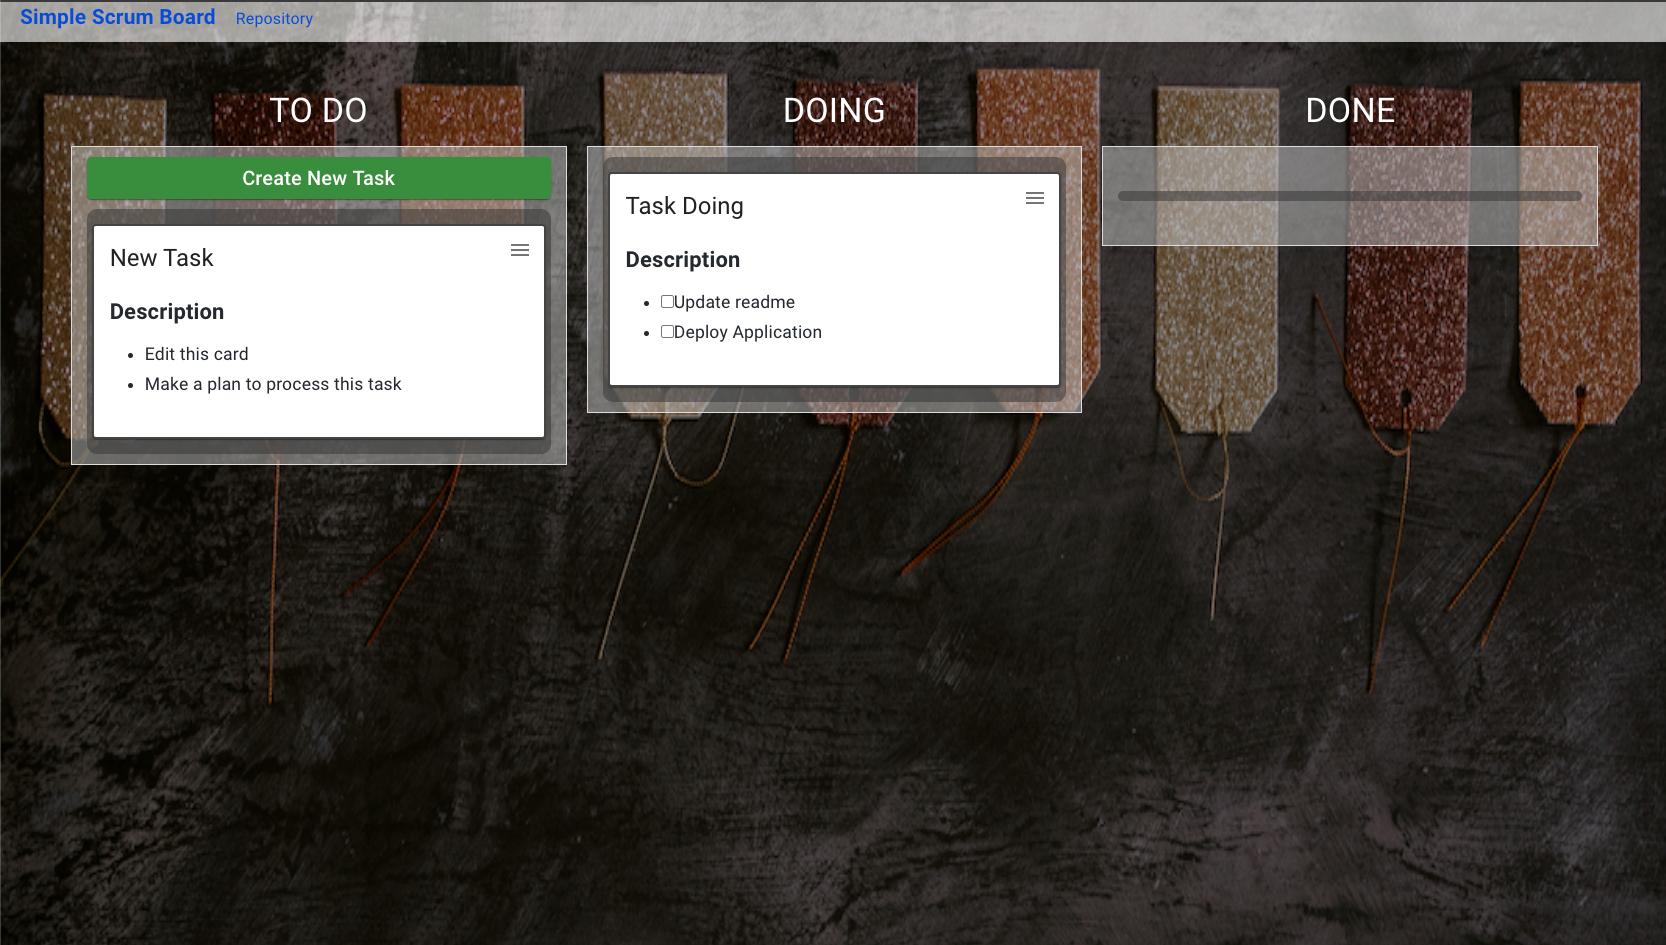 Simple Scrum Board Repository
TO DO
Create New Task
New Task
Description
Edit this card
Make a plan to process this task
DOING
Task Doing
Description
Update readme
Deploy Application
DONE